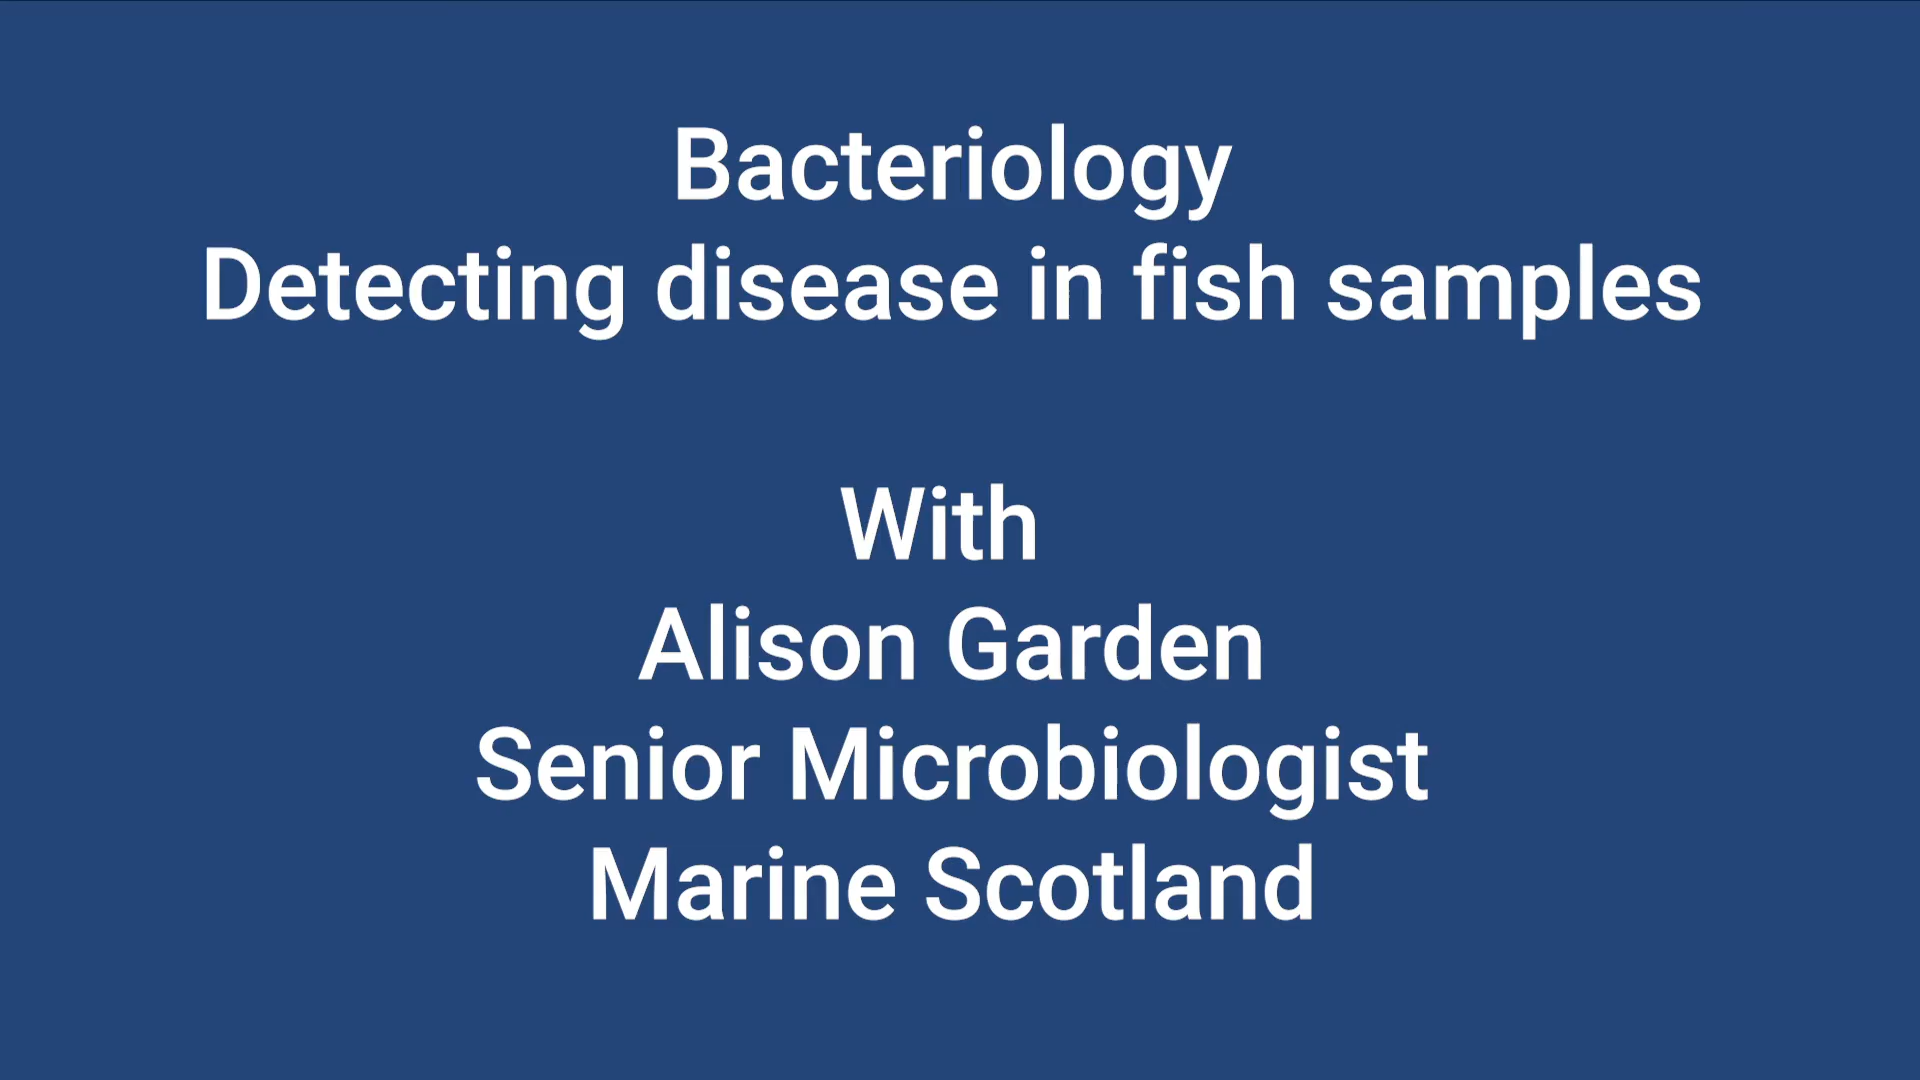 Bacteriology
Detecting disease in fish samples
With
Alison Garden
Senior Microbiologist
Marine Scotland